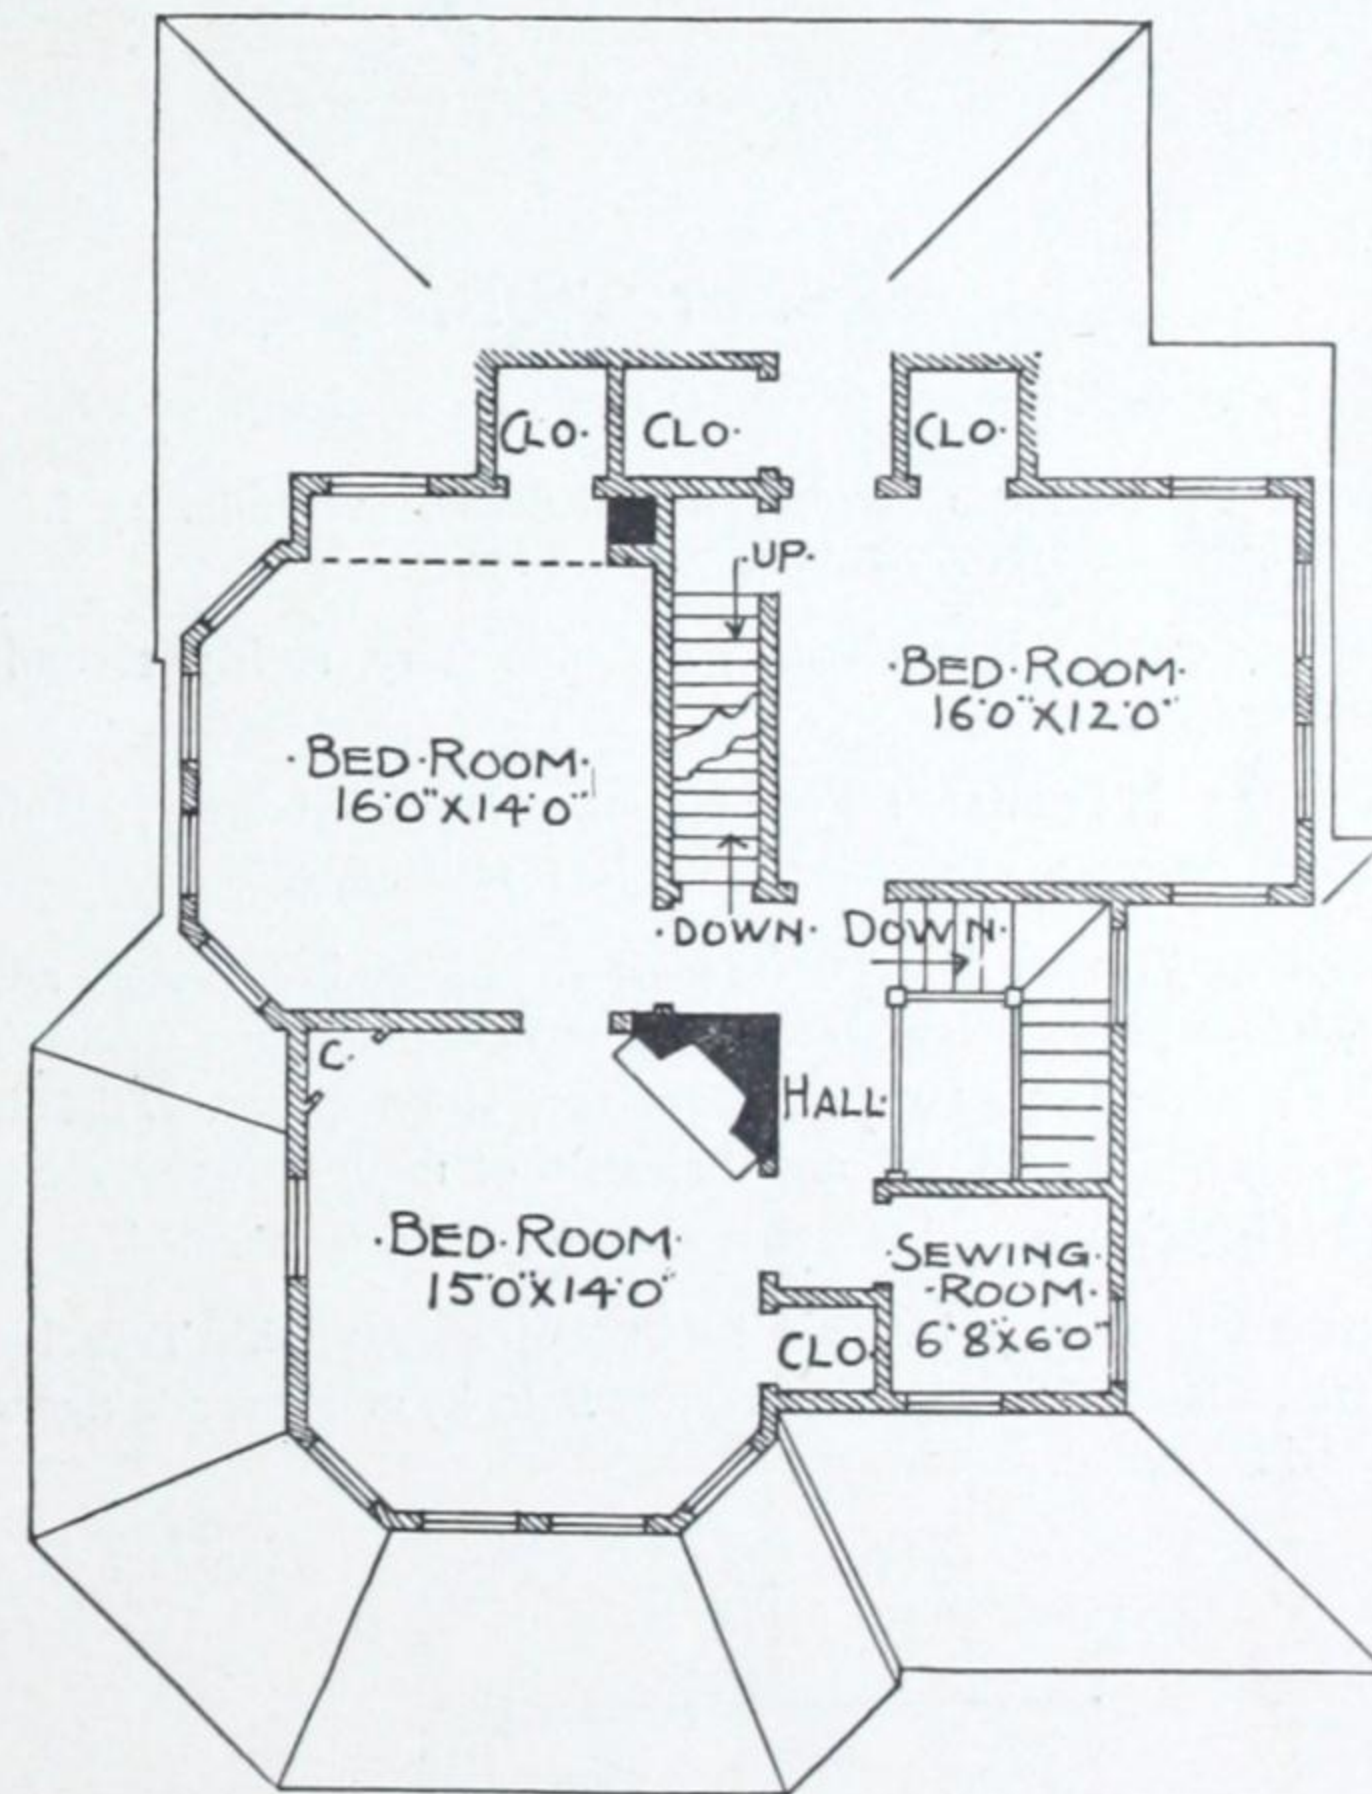 CLO.
CLO.
CLO.
.UP.
.BED.ROOM.
16'0"X12'0"
.BED.ROOM.
16'0"X14'0"
.DOWN.
DOWN.
C.
HALL.
.BED.ROOM.
15'0"X14'0"
.SEWING.
.ROOM.
6'8"X6'0"
CLO.